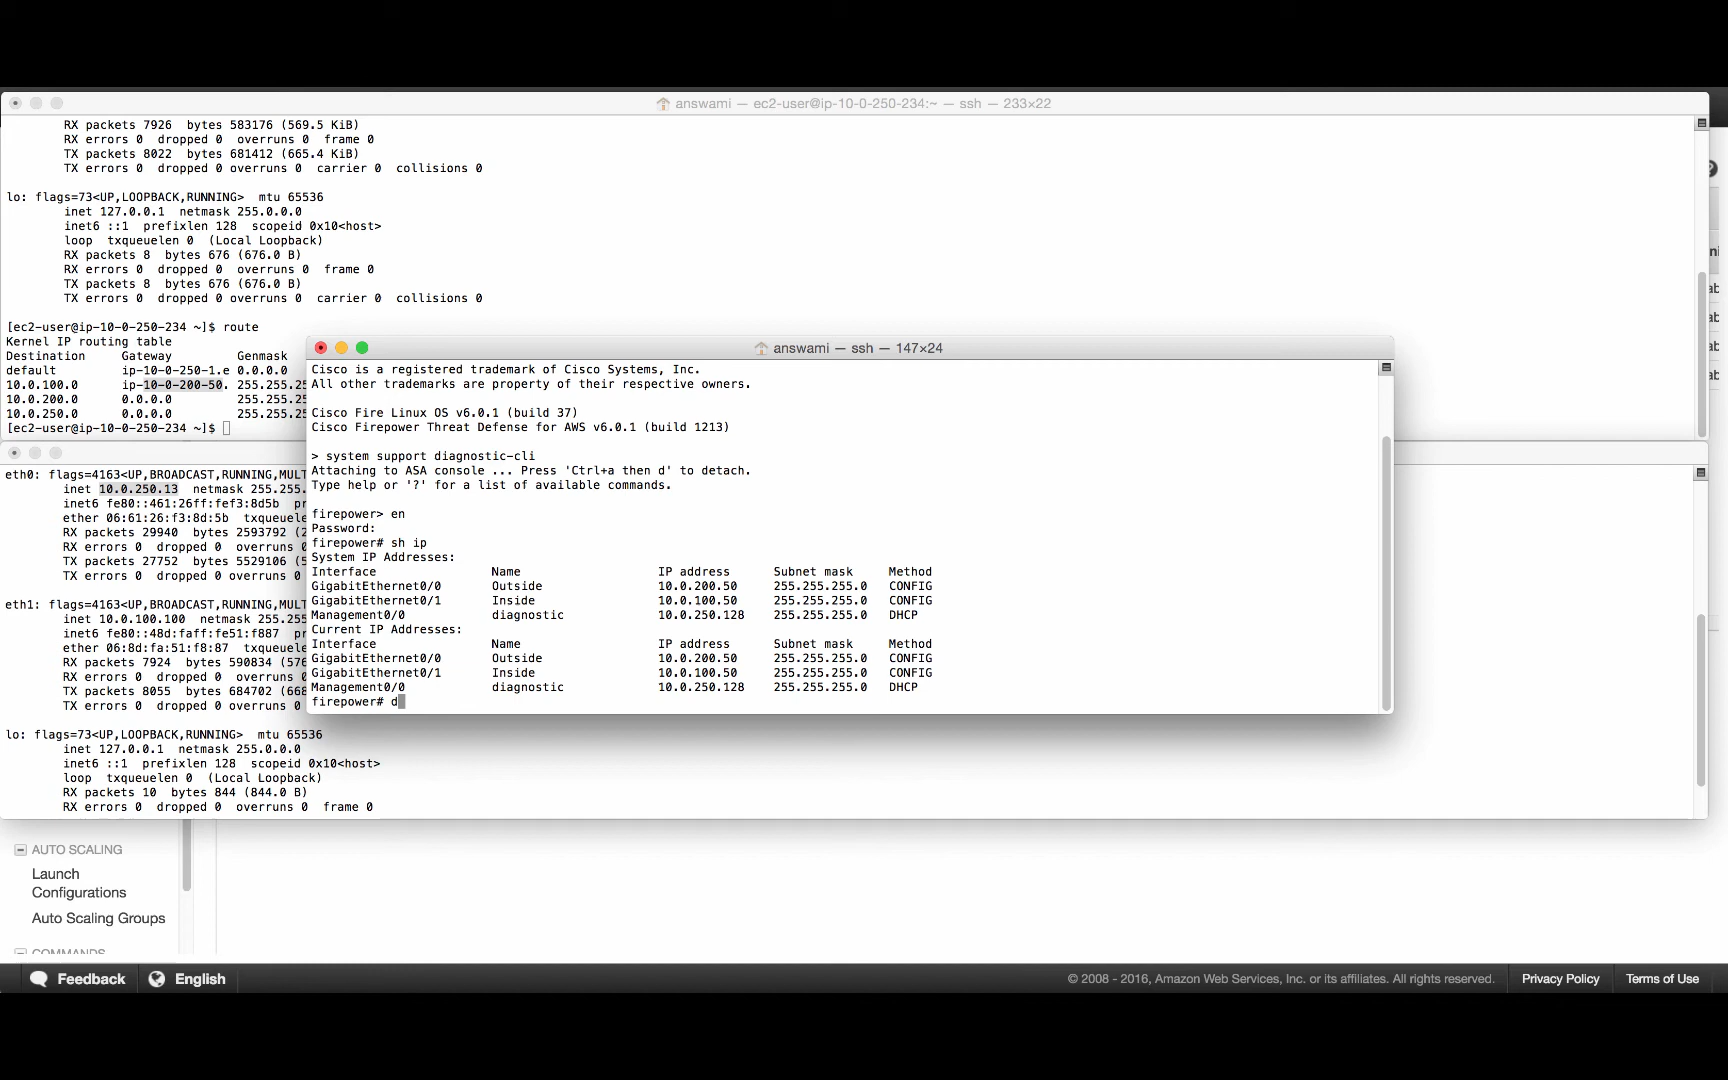 answami — ec2-user@ip-10-0-250-234:~ — ssh — 233×22
RX packets 7926 bytes 583176 (569.5 KiB)
RX errors 0 dropped 0 overruns 0 frame 0
TX packets 8022 bytes 681412 (665.4 KiB)
TX errors 0 dropped 0 overruns 0 carrier 0 collisions 0
lo: flags=73<UP,LOOPBACK,RUNNING> mtu 65536
inet 127.0.0.1 netmask 255.0.0.0
inet6 ::1 prefixlen 128 scopeid 0x10<host>
loop txqueuelen 0 (Local Loopback)
RX packets 8 bytes 676 (676.0 B)
RX errors 0 dropped 0 overruns 0 frame 0
TX packets 8 bytes 676 (676.0 B)
TX errors 0 dropped 0 overruns 0 carrier 0 collisions 0
[ec2-user@ip-10-0-250-234 ~]$ route
Kernel IP routing table
Destination Gateway Genmask
default ip-10-0-250-1.e 0.0.0.0
10.0.100.0 ip-10-0-200-50. 255.255.25
10.0.200.0 0.0.0.0 255.255.25
10.0.250.0 0.0.0.0 255.255.25
[ec2-user@ip-10-0-250-234 ~]$
answami — ssh — 147×24
Cisco is a registered trademark of Cisco Systems, Inc.
All other trademarks are property of their respective owners.
Cisco Fire Linux OS v6.0.1 (build 37)
Cisco Firepower Threat Defense for AWS v6.0.1 (build 1213)
> system support diagnostic-cli
Attaching to ASA console ... Press 'Ctrl+a then d' to detach.
Type help or '?' for a list of available commands.
firepower> en
Password:
firepower# sh ip
System IP Addresses:
Interface Name IP address Subnet mask Method
GigabitEthernet0/0 Outside 10.0.200.50 255.255.255.0 CONFIG
GigabitEthernet0/1 Inside 10.0.100.50 255.255.255.0 CONFIG
Management0/0 diagnostic 10.0.250.128 255.255.255.0 DHCP
Current IP Addresses:
Interface Name IP address Subnet mask Method
GigabitEthernet0/0 Outside 10.0.200.50 255.255.255.0 CONFIG
GigabitEthernet0/1 Inside 10.0.100.50 255.255.255.0 CONFIG
Management0/0 diagnostic 10.0.250.128 255.255.255.0 DHCP
firepower# d
eth0: flags=4163<UP,BROADCAST,RUNNING,MUL
inet 10.0.250.13 netmask 255.255.
inet6 fe80::461:26ff:fef3:8d5b p
ether 06:61:26:f3:8d:5b txqueuele
RX packets 29940 bytes 2593792 (2
RX errors 0 dropped 0 overruns 0
TX packets 27752 bytes 5529106 (5
TX errors 0 dropped 0 overruns 0
eth1: flags=4163<UP,BROADCAST,RUNNING,MUL
inet 10.0.100.100 netmask 255.25
inet6 fe80::48d:faff:fe51:f887 p
ether 06:8d:fa:51:f8:87 txqueuele
RX packets 7924 bytes 590834 (576
RX errors 0 dropped 0 overruns 0
TX packets 8055 bytes 684702 (668
TX errors 0 dropped 0 overruns 0
lo: flags=73<UP,LOOPBACK,RUNNING> mtu 65536
inet 127.0.0.1 netmask 255.0.0.0
inet6 ::1 prefixlen 128 scopeid 0x10<host>
loop txqueuelen 0 (Local Loopback)
RX packets 10 bytes 844 (844.0 B)
RX errors 0 dropped 0 overruns 0 frame 0
AUTO SCALING
Launch
Configurations
Auto Scaling Groups
COMMANDS
Feedback English
© 2008 - 2016, Amazon Web Services, Inc. or its affiliates. All rights reserved. Privacy Policy Terms of Use